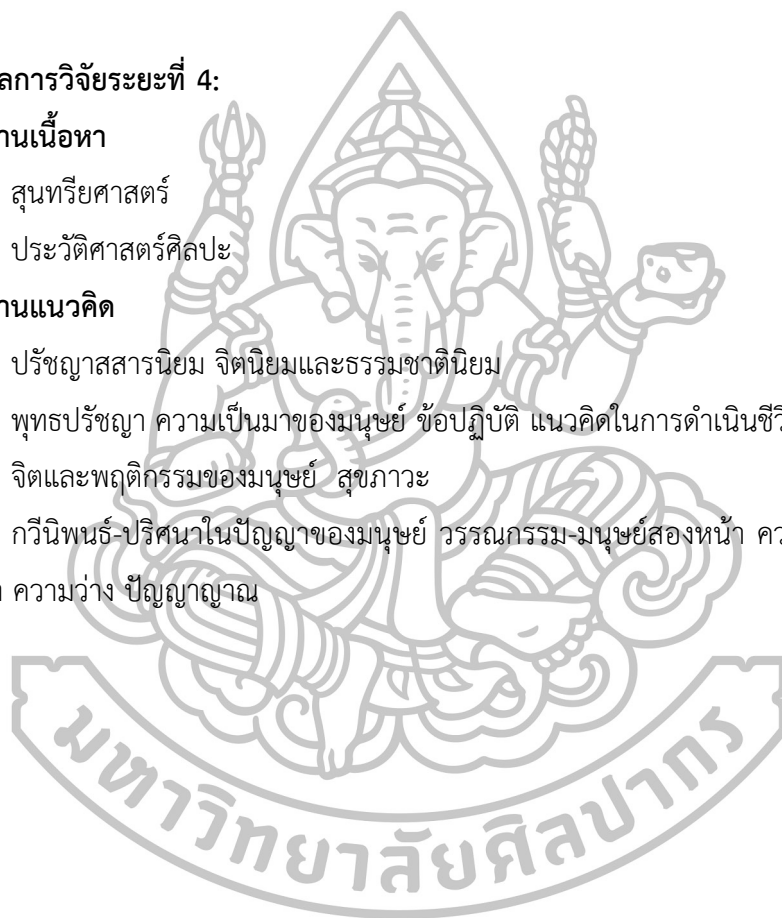 ลการวิจัยระยะที่ 4:
านเนื้อหา
สุนทรียศาสตร์
ประวัติศาสตร์ศิลปะ
านแนวคิด
ปรัชญาสสารนิยม จิตนิยมและธรรมชาตินิยม
พุทธปรัชญา ความเป็นมาของมนุษย์ ข้อปฏิบัติ แนวคิดในการดำเนินชีวิ
จิตและพฤติกรรมของมนุษย์ สุขภาวะ
กวีนิพนธ์-ปริศนาในปัญญาของมนุษย์ วรรณกรรม-มนุษย์สองหน้า คว
ความว่าง ปัญญาญาณ
มหาวิทยาลัยศิลปากร